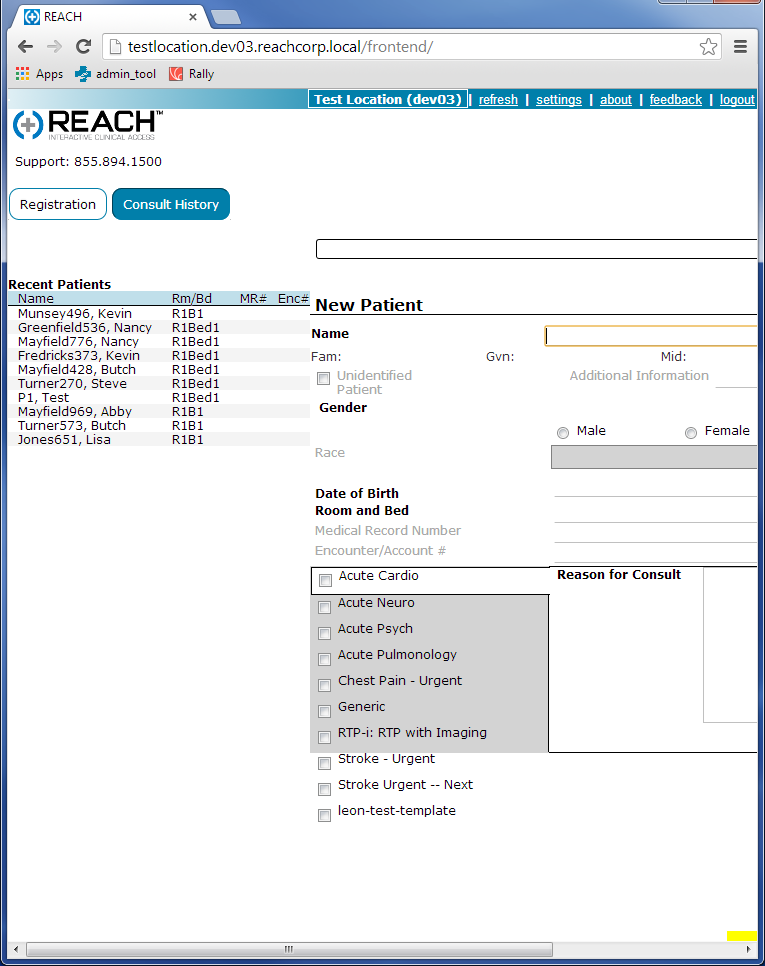 REACH
testlocation.dev03.reachcorp.local/frontend/
Apps admin_tool Rally
Test Location (dev03) | refresh | settings | about | feedback | logout
REACH™
INTERACTIVE CLINICAL ACCESS
Support: 855.894.1500
Registration Consult History
Recent Patients
Name Rm/Bd MR# Enc#
Munsey496, Kevin R1B1
Greenfield536, Nancy R1Bed1
Mayfield776, Nancy R1Bed1
Fredricks373, Kevin R1Bed1
Mayfield428, Butch R1Bed1
Turner270, Steve R1Bed1
P1, Test R1Bed1
Mayfield969, Abby R1B1
Turner573, Butch R1B1
Jones651, Lisa R1B1
New Patient
Name
Fam: Gvn: Mid:
Unidentified Patient Additional Information
Gender
Male Female
Race
Date of Birth
Room and Bed
Medical Record Number
Encounter/Account #
Acute Cardio Reason for Consult
Acute Neuro
Acute Psych
Acute Pulmonology
Chest Pain - Urgent
Generic
RTP-i: RTP with Imaging
Stroke - Urgent
Stroke Urgent -- Next
leon-test-template